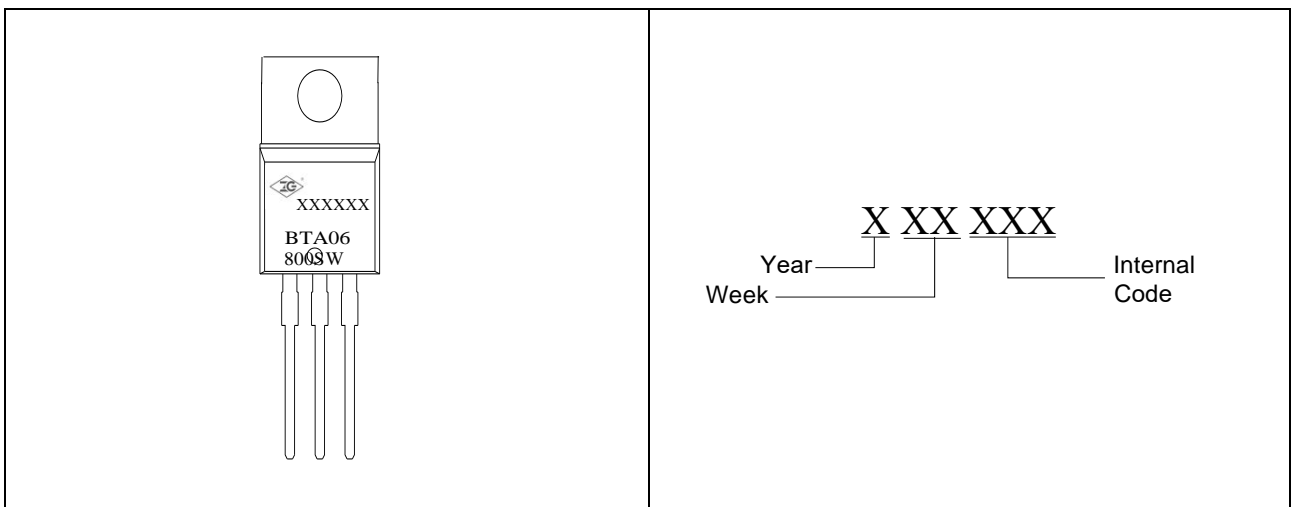 XXXXXX
BTA06
800SW
X XX XXX
Year
Week
Internal
Code